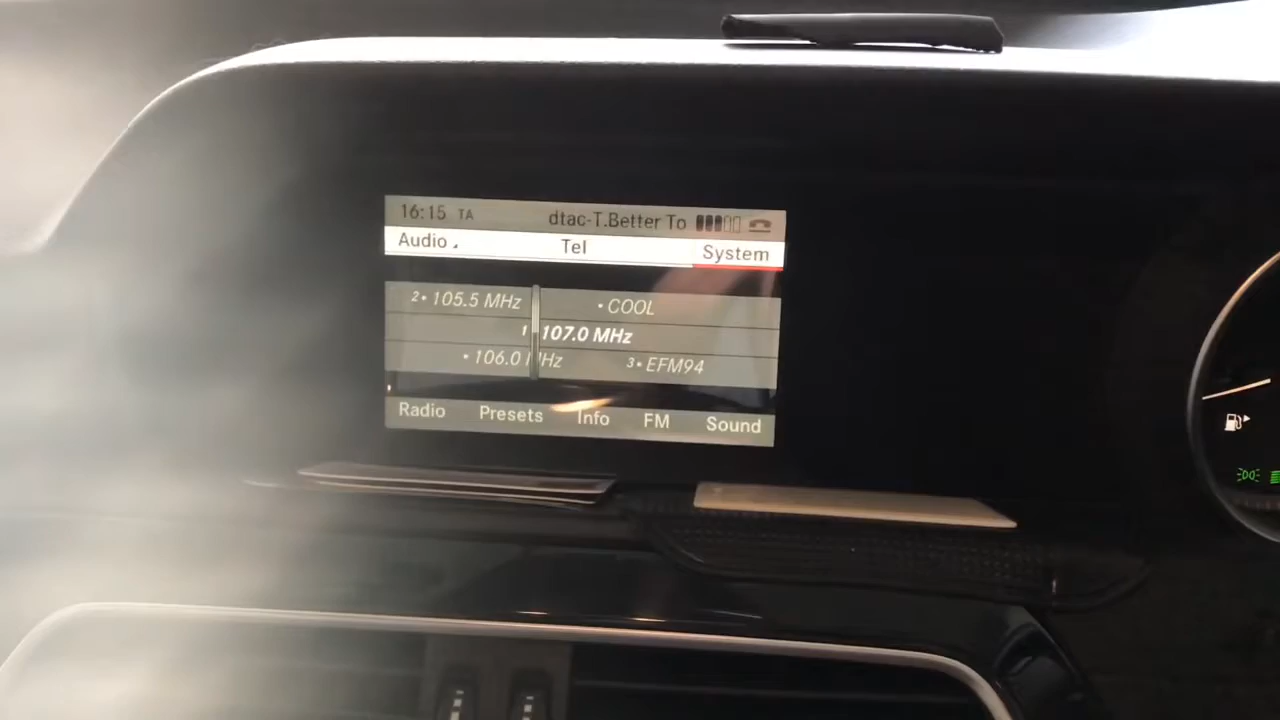 16:15 TA dtac-T.Better To
Audio Tel System
2• 105.5 MHz •COOL
1 107.0 MHz
•106.0 MHz 3•EFM94
Radio Presets Info FM Sound